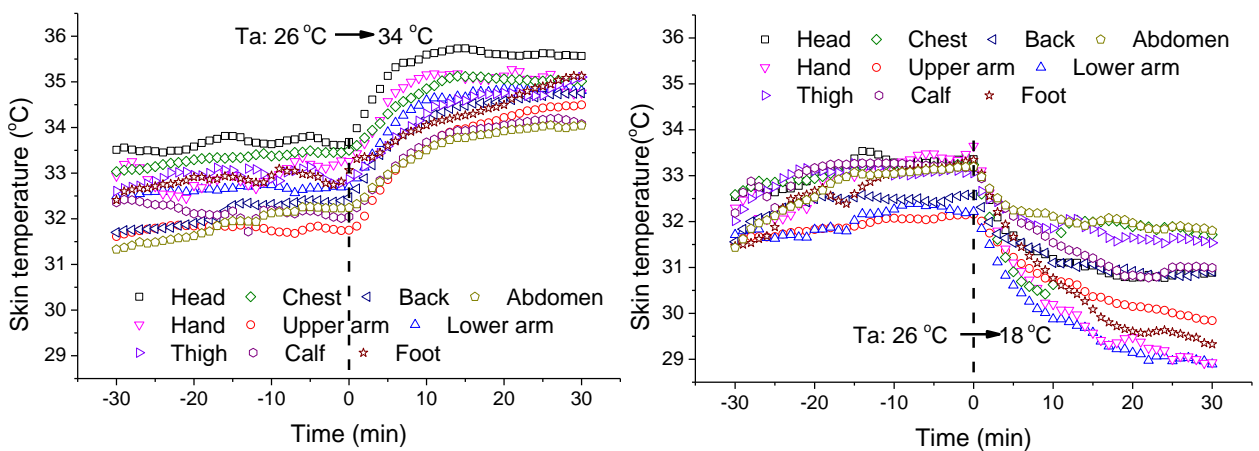 Ta: 26 °C → 34 °C
36
35
34
33
32
31
30
29
Skin temperature (°C)
Head Chest Back Abdomen
Hand Upper arm Lower arm
Thigh Calf Foot
-30 -20 -10 0 10 20 30
Time (min)
Head Chest Back Abdomen
Hand Upper arm Lower arm
Thigh Calf Foot
36
35
34
33
32
31
30
29
Skin temperature(°C)
Ta: 26 °C → 18 °C
-30 -20 -10 0 10 20 30
Time (min)